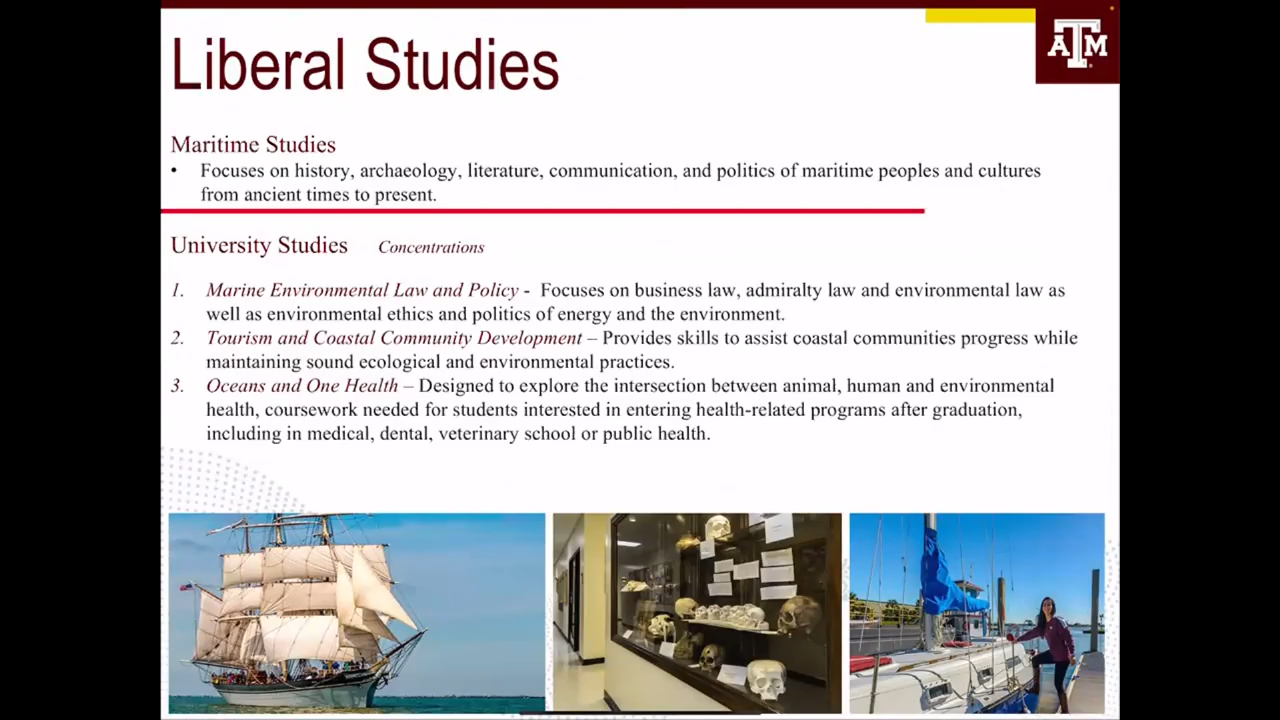 Liberal Studies
ATM
Maritime Studies
• Focuses on history, archaeology, literature, communication, and politics of maritime peoples and cultures
from ancient times to present.
University Studies Concentrations
1. Marine Environmental Law and Policy - Focuses on business law, admiralty law and environmental law as
well as environmental ethics and politics of energy and the environment.
2. Tourism and Coastal Community Development – Provides skills to assist coastal communities progress while
maintaining sound ecological and environmental practices.
3. Oceans and One Health – Designed to explore the intersection between animal, human and environmental
health, coursework needed for students interested in entering health-related programs after graduation,
including in medical, dental, veterinary school or public health.